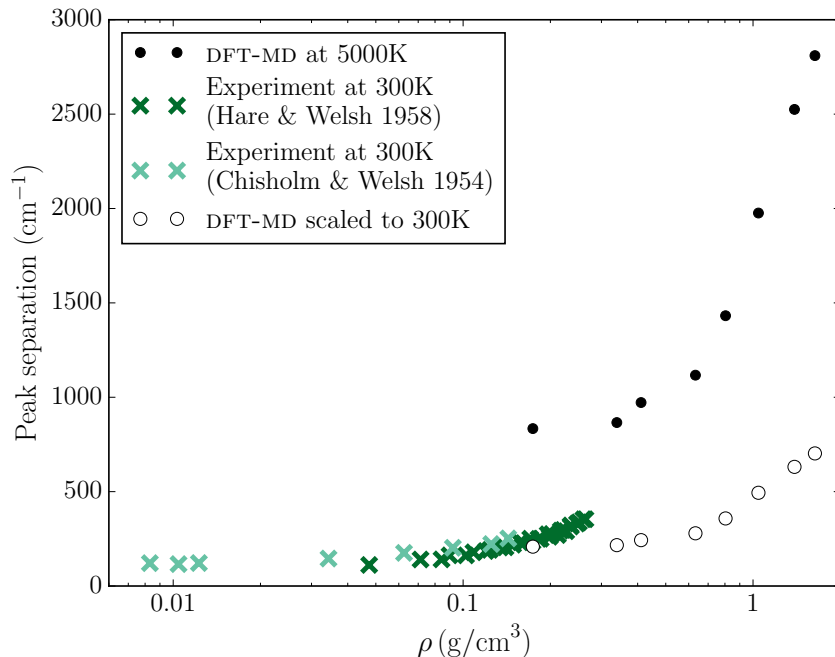 3000
2500
2000
1500
1000
500
0
Peak separation (cm⁻¹)
DFT-MD at 5000K
Experiment at 300K
(Hare & Welsh 1958)
Experiment at 300K
(Chisholm & Welsh 1954)
DFT-MD scaled to 300K
0.01
0.1
1
ρ (g/cm³)